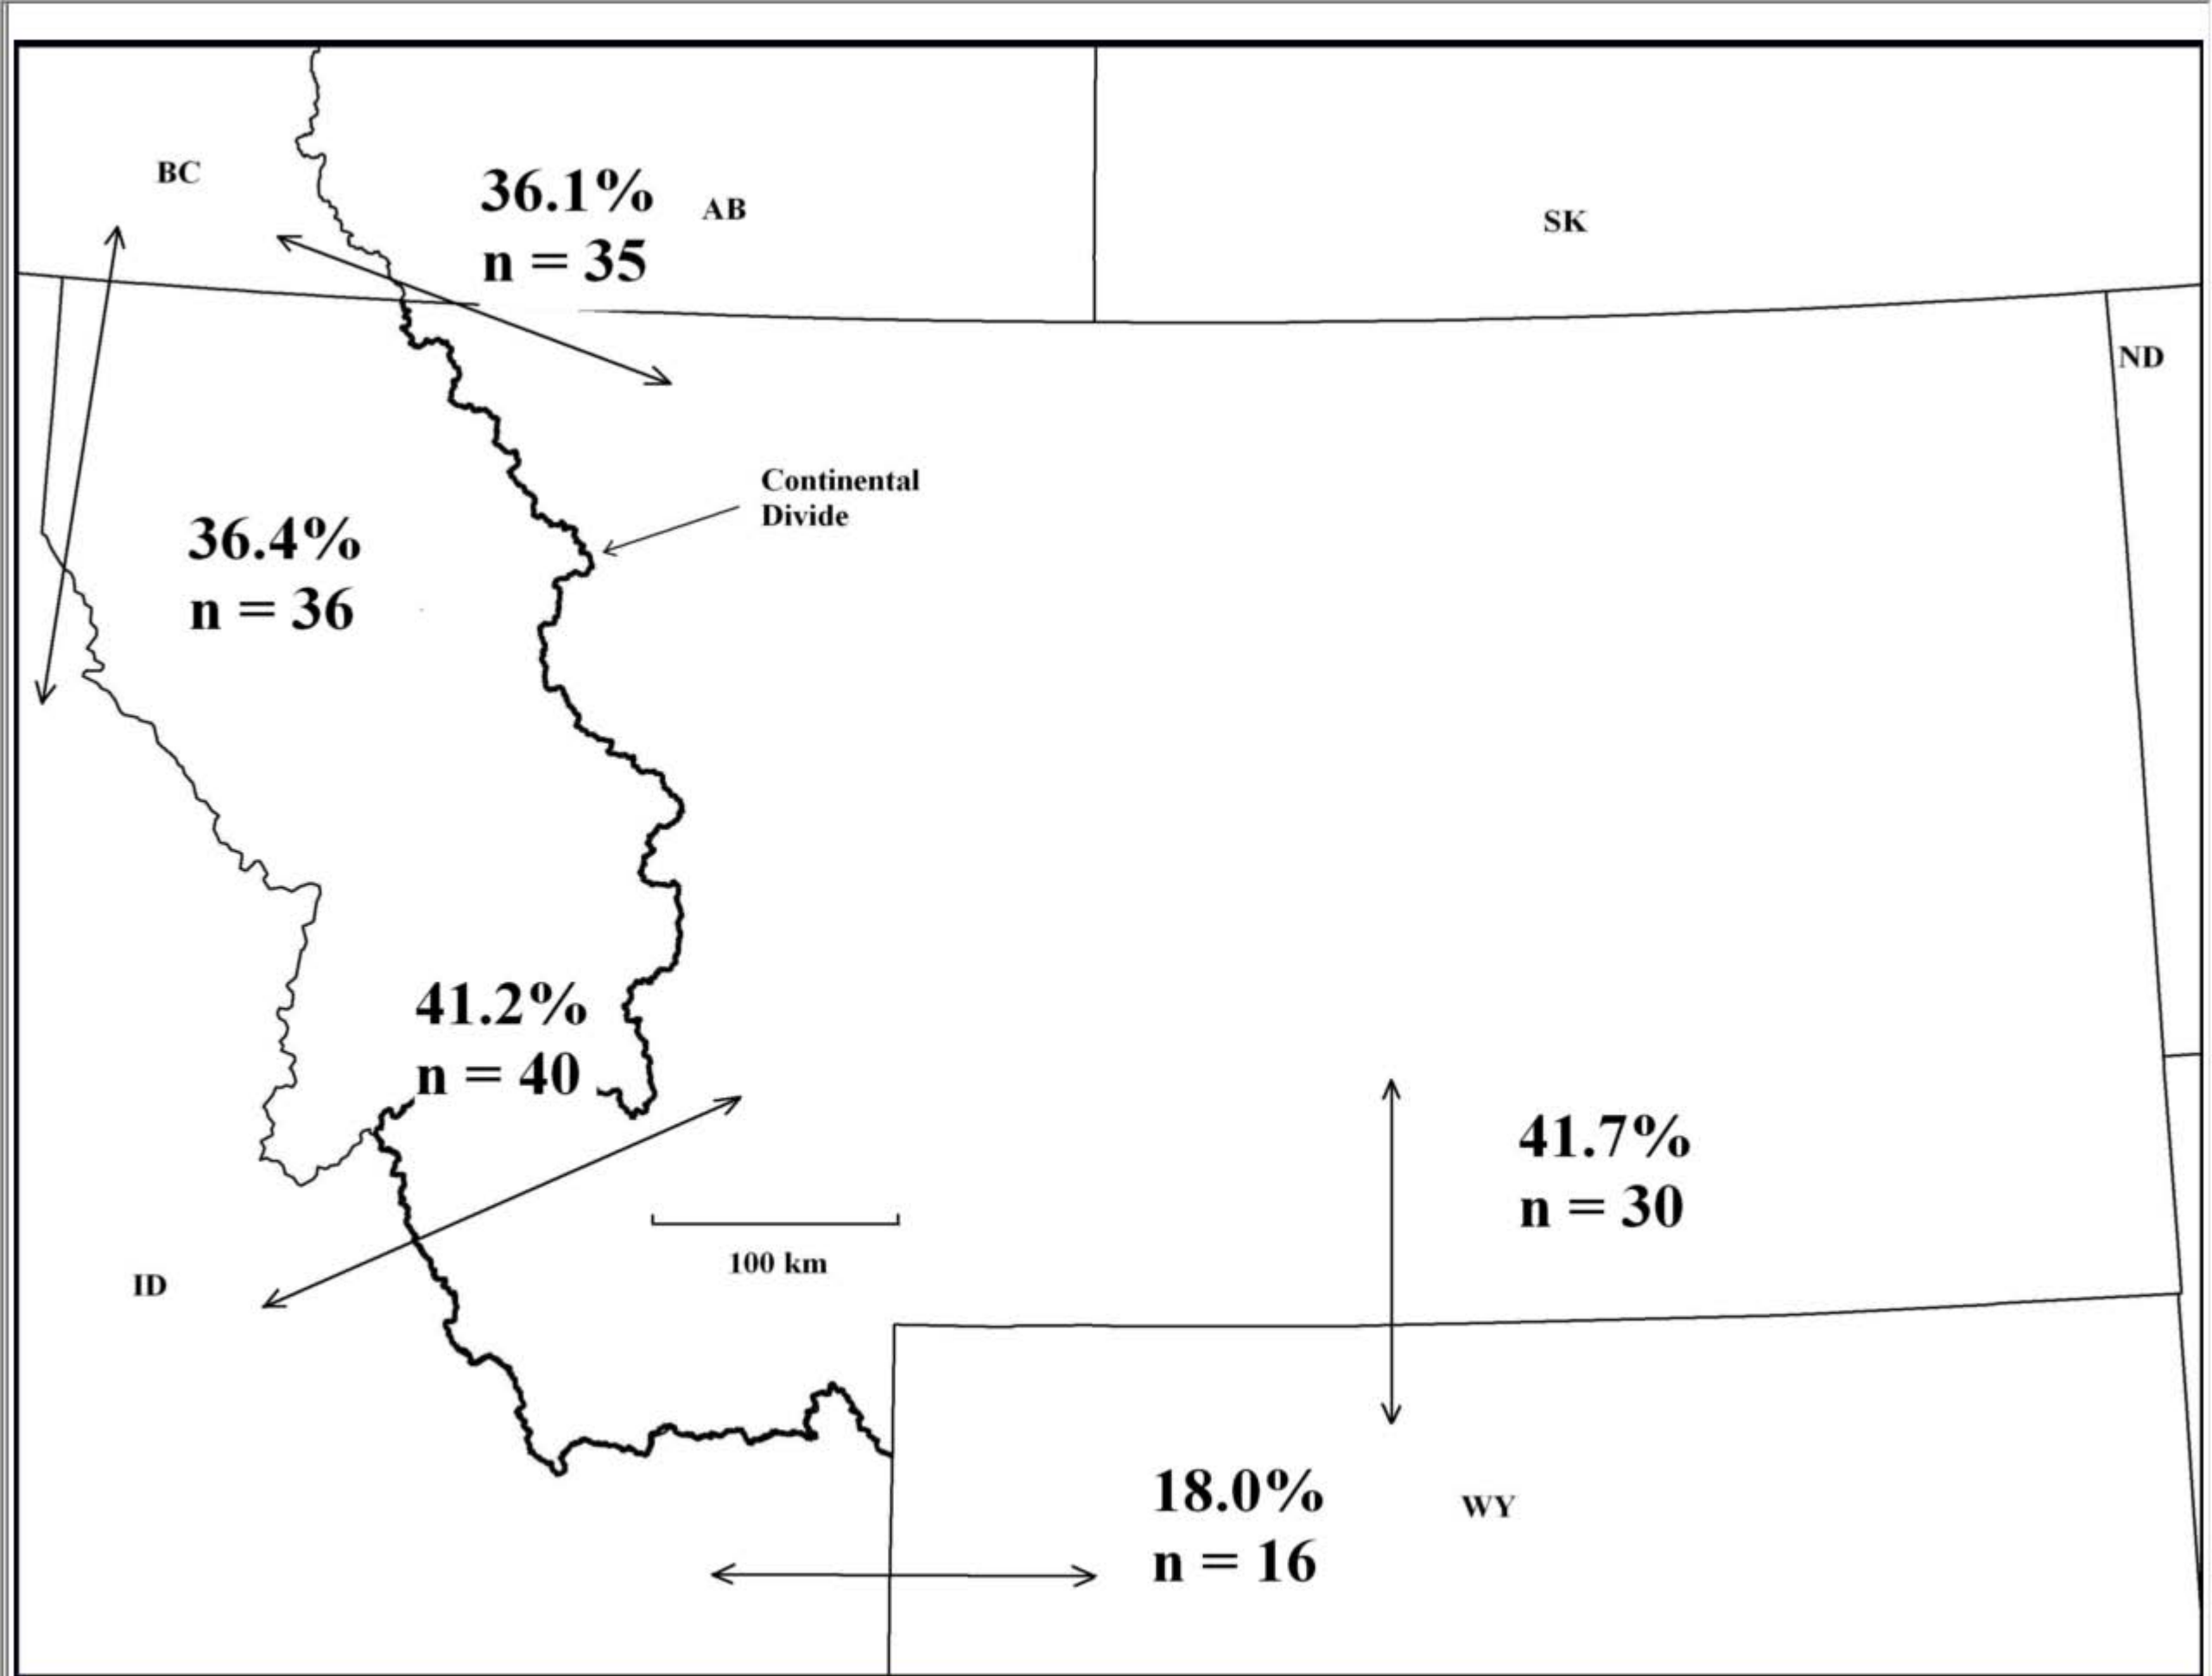 BC
36.1%
n = 35
AB
SK
ND
Continental
Divide
36.4%
n = 36
41.2%
n = 40
41.7%
n = 30
100 km
ID
18.0%
n = 16
WY